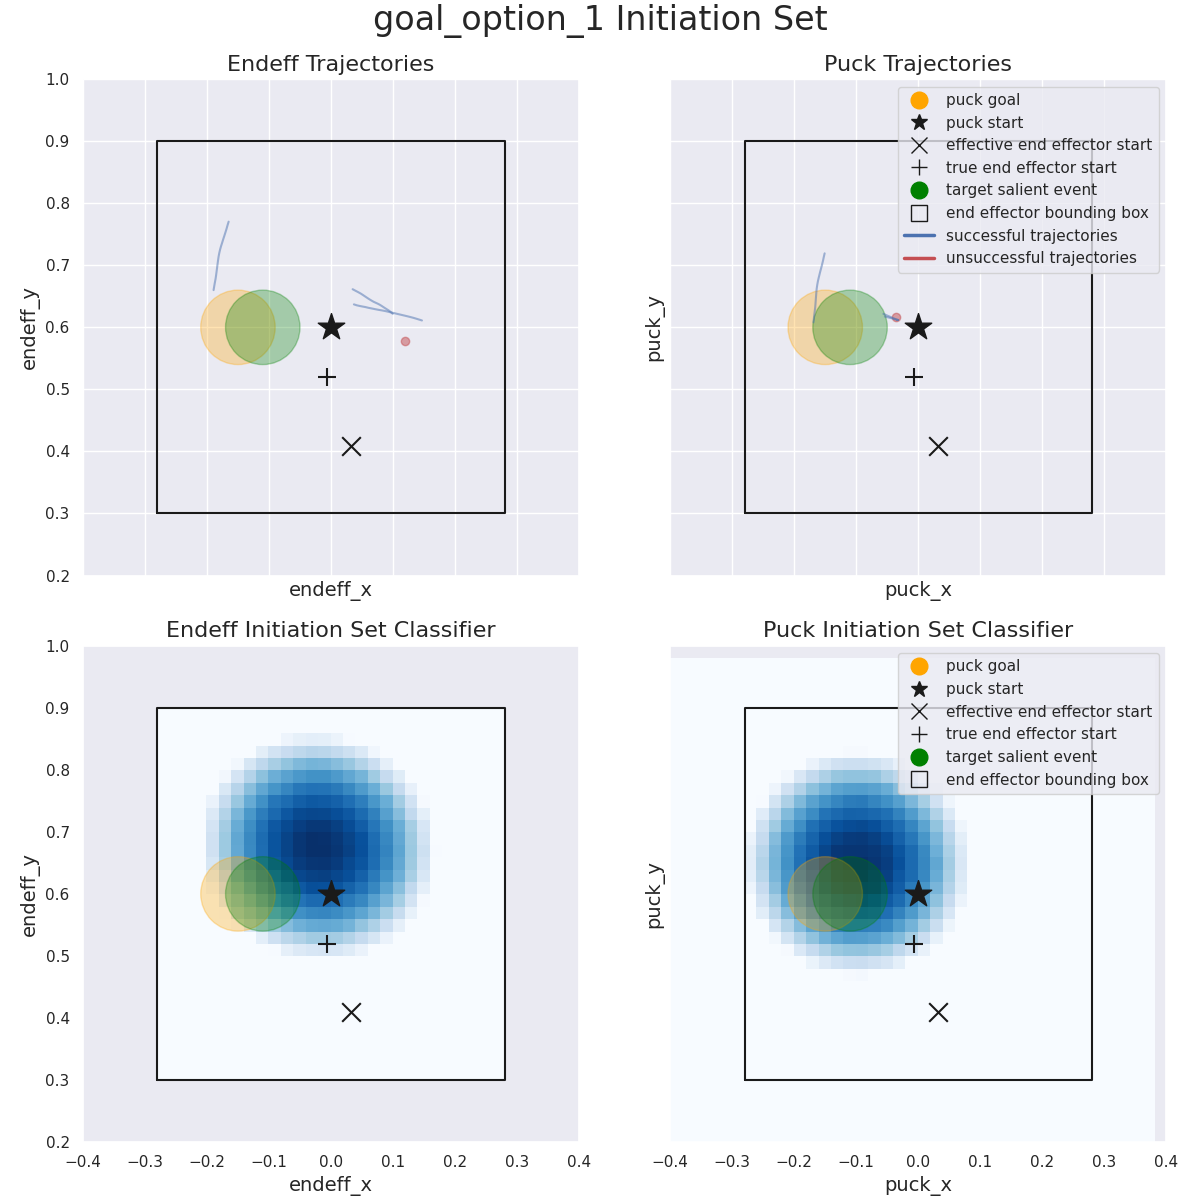 goal_option_1 Initiation Set
Endeff Trajectories
1.0
0.9
0.8
0.7
0.6
0.5
0.4
0.3
0.2
endeff_y
endeff_x
Puck Trajectories
puck goal
puck start
effective end effector start
true end effector start
target salient event
end effector bounding box
successful trajectories
unsuccessful trajectories
puck_y
puck_x
Endeff Initiation Set Classifier
1.0
0.9
0.8
0.7
0.6
0.5
0.4
0.3
0.2
endeff_y
−0.4 −0.3 −0.2 −0.1 0.0 0.1 0.2 0.3 0.4
endeff_x
Puck Initiation Set Classifier
puck goal
puck start
effective end effector start
true end effector start
target salient event
end effector bounding box
puck_y
−0.4 −0.3 −0.2 −0.1 0.0 0.1 0.2 0.3 0.4
puck_x